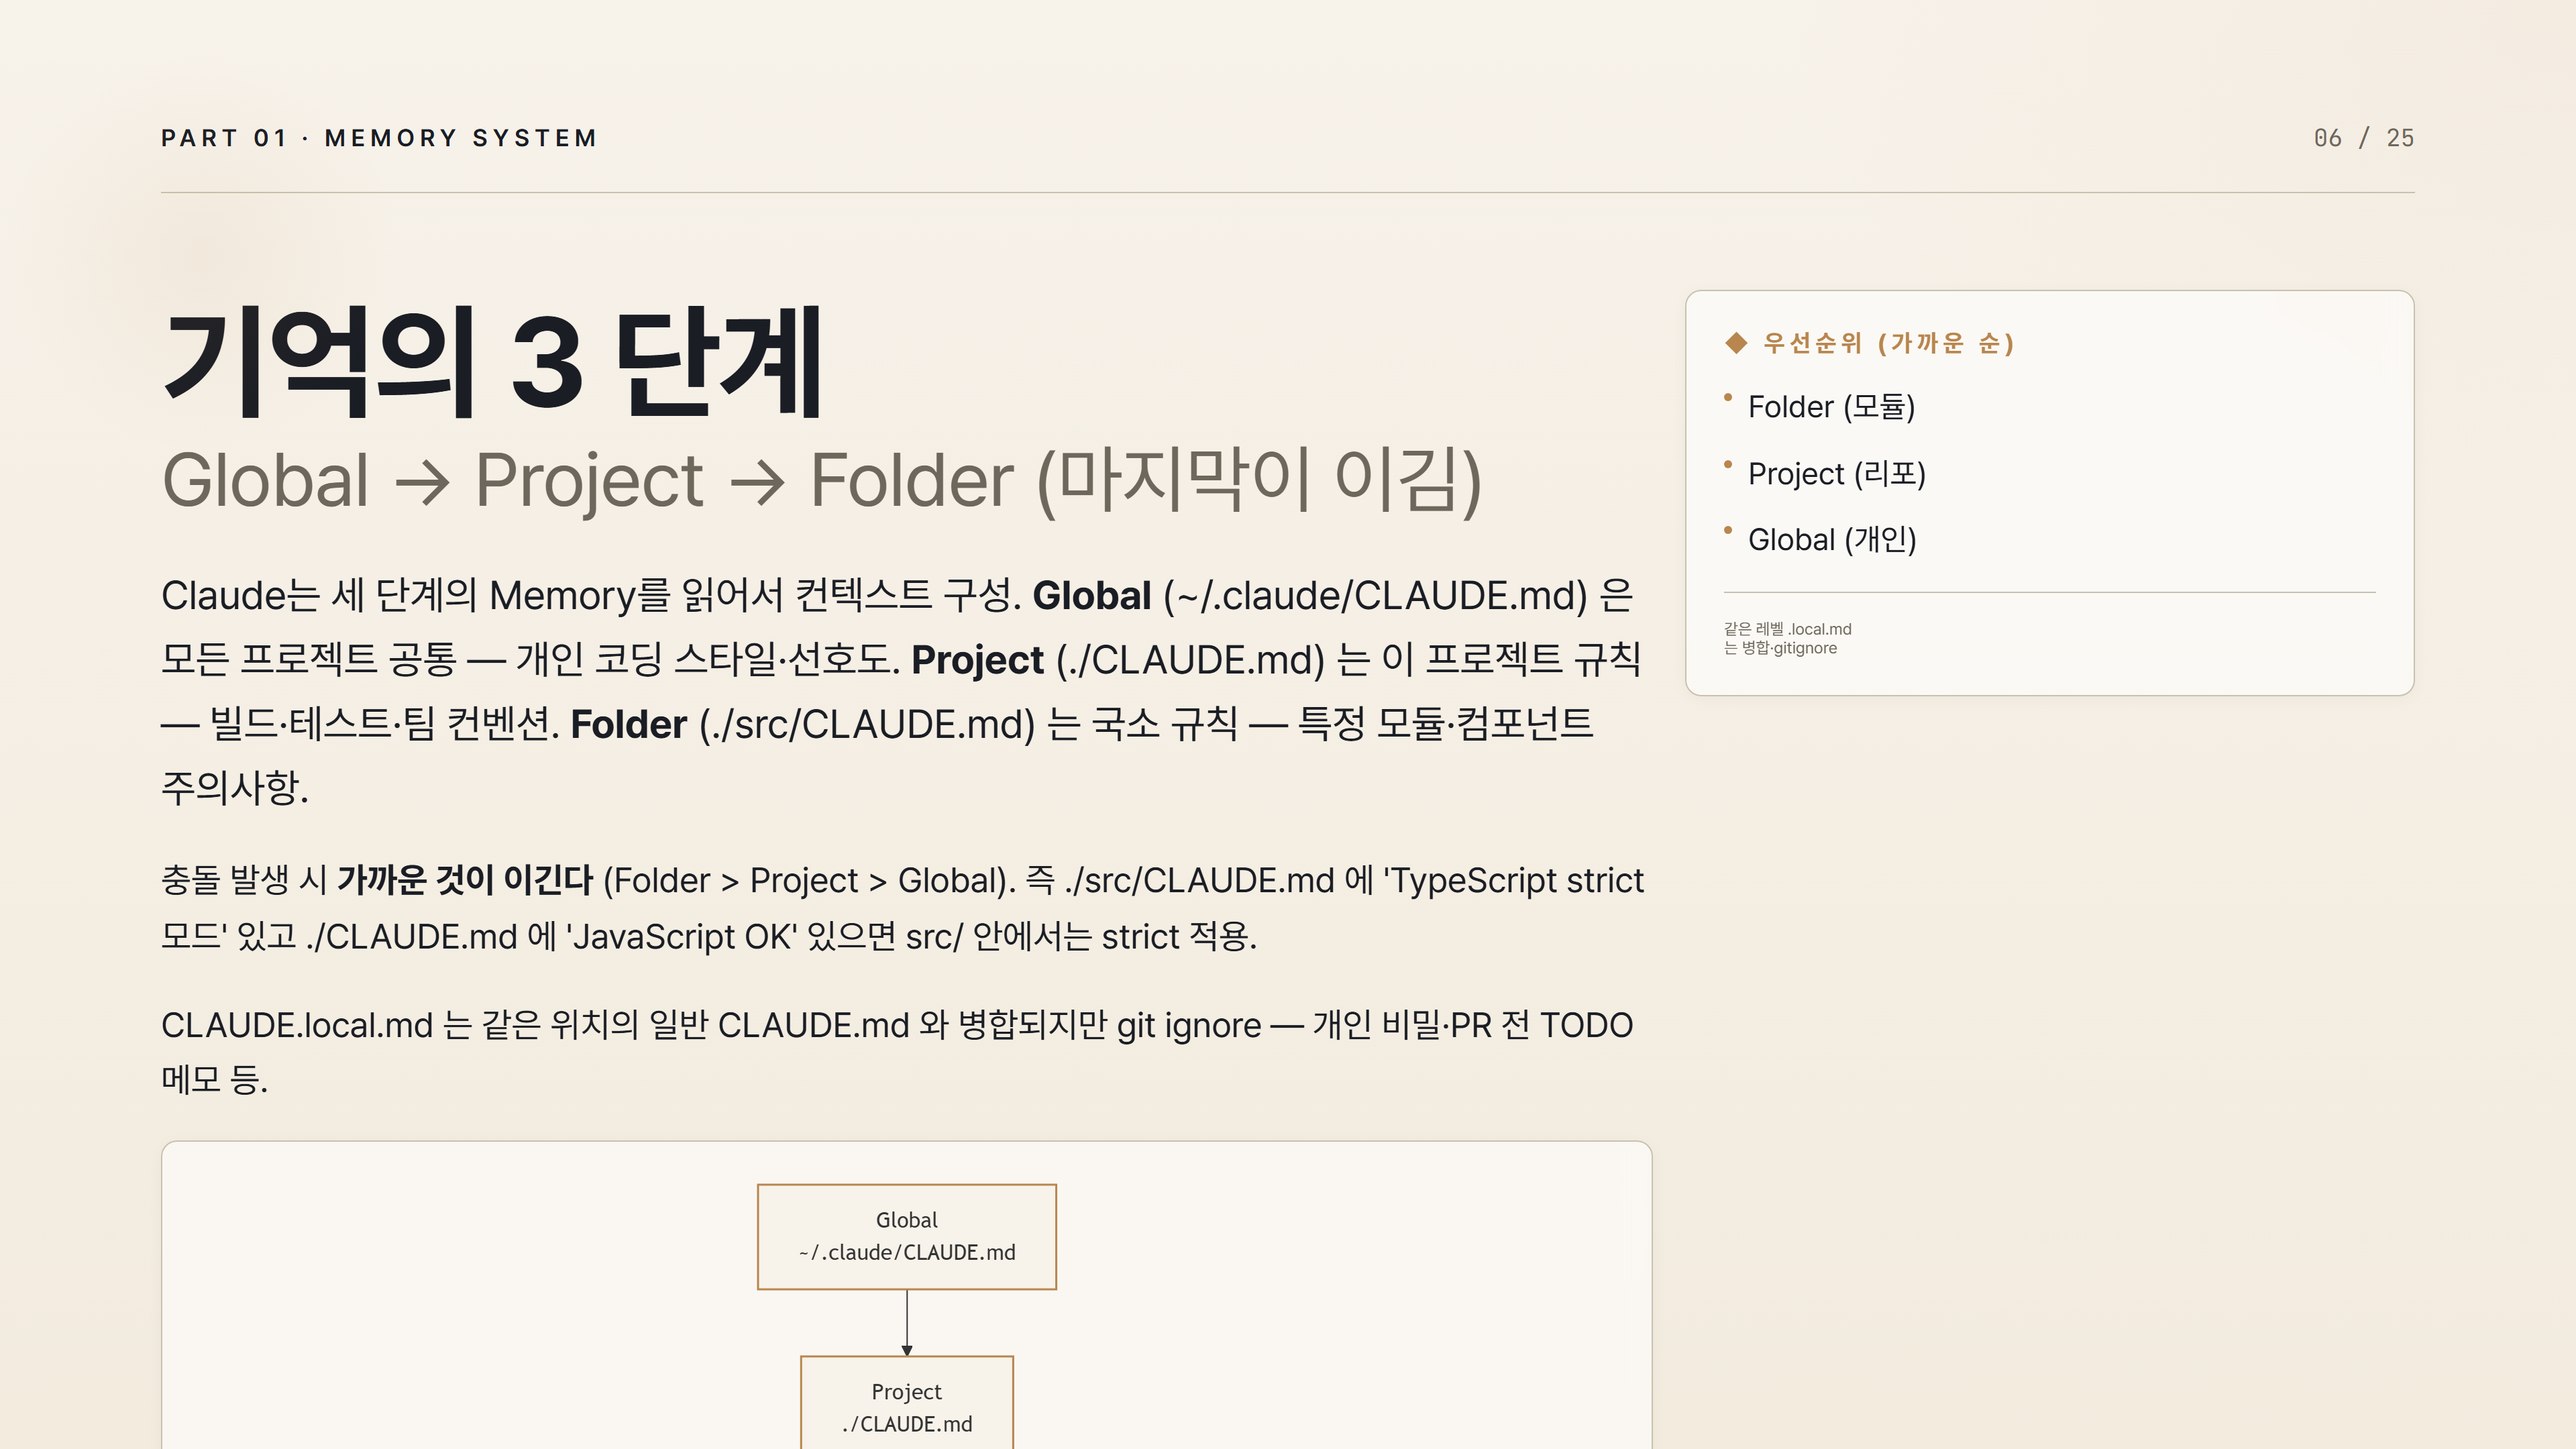 PART 01 · MEMORY SYSTEM
06 / 25
기억의 3 단계
Global → Project → Folder (마지막이 이김)
Claude는 세 단계의 Memory를 읽어서 컨텍스트 구성. Global (~/.claude/CLAUDE.md) 은
모든 프로젝트 공통 — 개인 코딩 스타일·선호도. Project (./CLAUDE.md) 는 이 프로젝트 규칙
— 빌드·테스트·팀 컨벤션. Folder (./src/CLAUDE.md) 는 국소 규칙 — 특정 모듈·컴포넌트
주의사항.
충돌 발생 시 가까운 것이 이긴다 (Folder > Project > Global). 즉 ./src/CLAUDE.md 에 'TypeScript strict
모드' 있고 ./CLAUDE.md 에 'JavaScript OK' 있으면 src/ 안에서는 strict 적용.
CLAUDE.local.md 는 같은 위치의 일반 CLAUDE.md 와 병합되지만 git ignore — 개인 비밀·PR 전 TODO
메모 등.
Global
~/.claude/CLAUDE.md
Project
./CLAUDE.md
◆ 우선순위 (가까운 순)
• Folder (모듈)
• Project (리포)
• Global (개인)
같은 레벨 .local.md
는 병합·gitignore